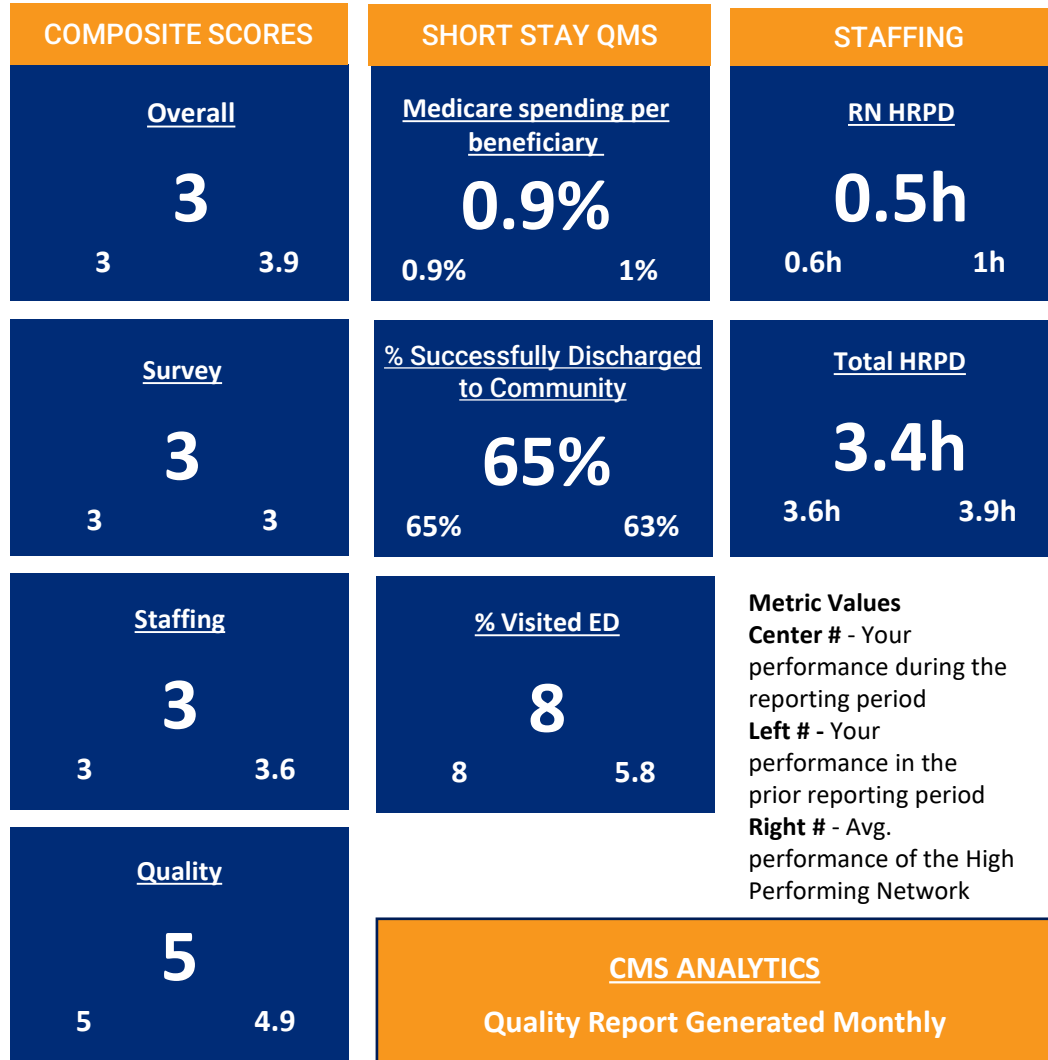 COMPOSITE SCORES
Overall
3
3 3.9
Survey
3
3 3
Staffing
3
3 3.6
Quality
5
5 4.9
SHORT STAY QMS
Medicare spending per
beneficiary
0.9%
0.9% 1%
% Successfully Discharged
to Community
65%
65% 63%
% Visited ED
8
8 5.8
STAFFING
RN HRPD
0.5h
0.6h 1h
Total HRPD
3.4h
3.6h 3.9h
Metric Values
Center # - Your
performance during the
reporting period
Left # - Your
performance in the
prior reporting period
Right # - Avg.
performance of the High
Performing Network
CMS ANALYTICS
Quality Report Generated Monthly